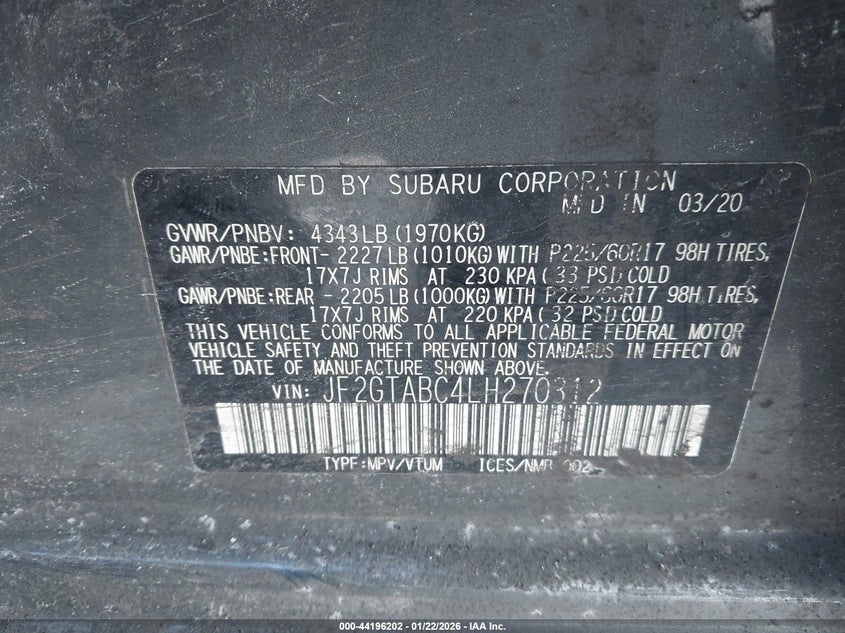 MFD BY SUBARU CORPORATION
MFD IN 03/20
GVWR/PNBV: 4343LB (1970KG)
GAWR/PNBE:FRONT- 2227 LB (1010KG) WITH P225/60R17 98H TIRES,
17X7J RIMS AT 230 KPA ( 33 PSI) COLD
GAWR/PNBE:REAR - 2205 LB (1000KG) WITH P225/60R17 98H TIRES,
17X7J RIMS AT 220 KPA ( 32 PSI) COLD
THIS VEHICLE CONFORMS TO ALL APPLICABLE FEDERAL MOTOR
VEHICLE SAFETY AND THEFT PREVENTION STANDARDS IN EFFECT ON
THE DATE OF MANUFACTURE SHOWN ABOVE.
VIN: JF2GTABC4LH270312
TYPE:MPV/VTUM ICES/NMB-002
000-44196202 - 01/22/2026 - IAA Inc.